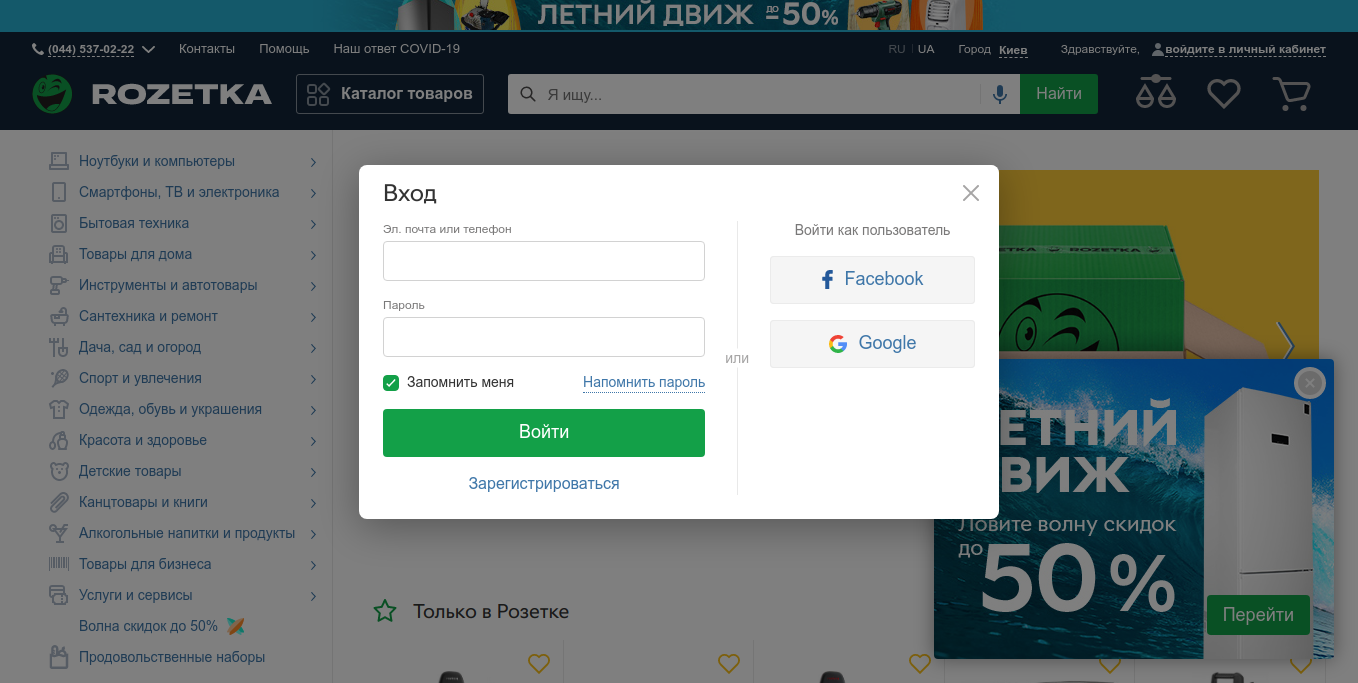 ЛЕТНИЙ ДВИЖ до -50%
(044) 537-02-22
Контакты
Помощь
Наш ответ COVID-19
RU
UA
Город Киев
Здравствуйте, войдите в личный кабинет
ROZETKA
Каталог товаров
Я ищу...
Найти
Ноутбуки и компьютеры
Смартфоны, ТВ и электроника
Бытовая техника
Товары для дома
Инструменты и автотовары
Сантехника и ремонт
Дача, сад и огород
Спорт и увлечения
Одежда, обувь и украшения
Красота и здоровье
Детские товары
Канцтовары и книги
Алкогольные напитки и продукты
Товары для бизнеса
Услуги и сервисы
Волна скидок до 50%
Продовольственные наборы
Вход
Эл. почта или телефон
Пароль
Запомнить меня
Напомнить пароль
Войти
Зарегистрироваться
или
Войти как пользователь
Facebook
Google
ROZETKA
ЕТНИЙ
ВИЖ
Ловите волну скидок
до 50%
Перейти
Только в Розетке